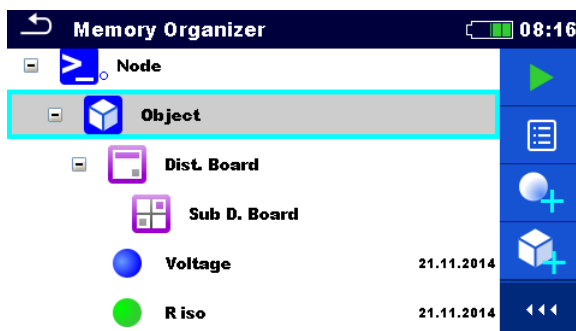 Memory Organizer 08:16
Node
Object
Dist. Board
Sub D. Board
Voltage 21.11.2014
R iso 21.11.2014